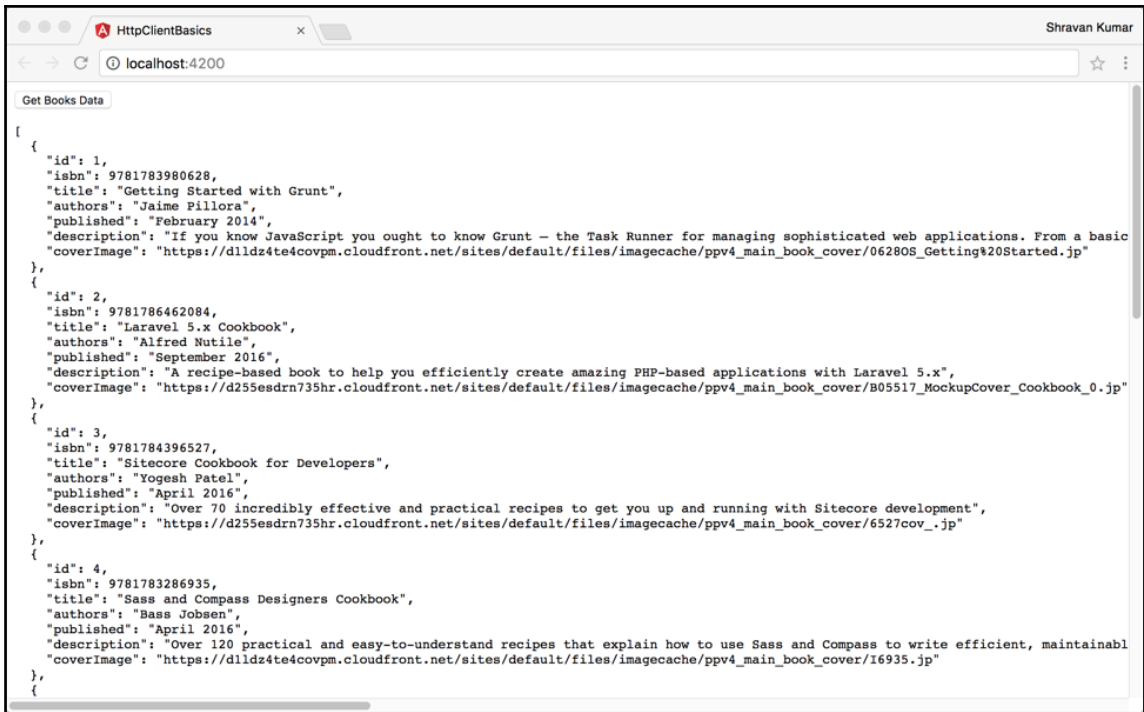 HttpClientBasics
Shravan Kumar
localhost:4200
Get Books Data
[
  {
    "id": 1,
    "isbn": 9781783980628,
    "title": "Getting Started with Grunt",
    "authors": "Jaime Pillora",
    "published": "February 2014",
    "description": "If you know JavaScript you ought to know Grunt – the Task Runner for managing sophisticated web applications. From a basic
    "coverImage": "https://d1ldz4te4covpm.cloudfront.net/sites/default/files/imagecache/ppv4_main_book_cover/0628OS_Getting%20Started.jp"
  },
  {
    "id": 2,
    "isbn": 9781786462084,
    "title": "Laravel 5.x Cookbook",
    "authors": "Alfred Nutile",
    "published": "September 2016",
    "description": "A recipe-based book to help you efficiently create amazing PHP-based applications with Laravel 5.x",
    "coverImage": "https://d255esdrn735hr.cloudfront.net/sites/default/files/imagecache/ppv4_main_book_cover/B05517_MockupCover_Cookbook_0.jp"
  },
  {
    "id": 3,
    "isbn": 9781784396527,
    "title": "Sitecore Cookbook for Developers",
    "authors": "Yogesh Patel",
    "published": "April 2016",
    "description": "Over 70 incredibly effective and practical recipes to get you up and running with Sitecore development",
    "coverImage": "https://d255esdrn735hr.cloudfront.net/sites/default/files/imagecache/ppv4_main_book_cover/6527cov_.jp"
  },
  {
    "id": 4,
    "isbn": 9781783286935,
    "title": "Sass and Compass Designers Cookbook",
    "authors": "Bass Jobsen",
    "published": "April 2016",
    "description": "Over 120 practical and easy-to-understand recipes that explain how to use Sass and Compass to write efficient, maintainabl
    "coverImage": "https://d1ldz4te4covpm.cloudfront.net/sites/default/files/imagecache/ppv4_main_book_cover/I6935.jp"
  },
  {